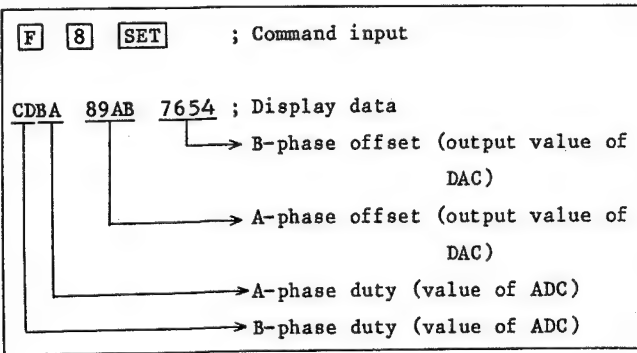 F 8 SET ; Command input
CDBA 89AB 7654 ; Display data
B-phase offset (output value of
DAC)
A-phase offset (output value of
DAC)
A-phase duty (value of ADC)
B-phase duty (value of ADC)